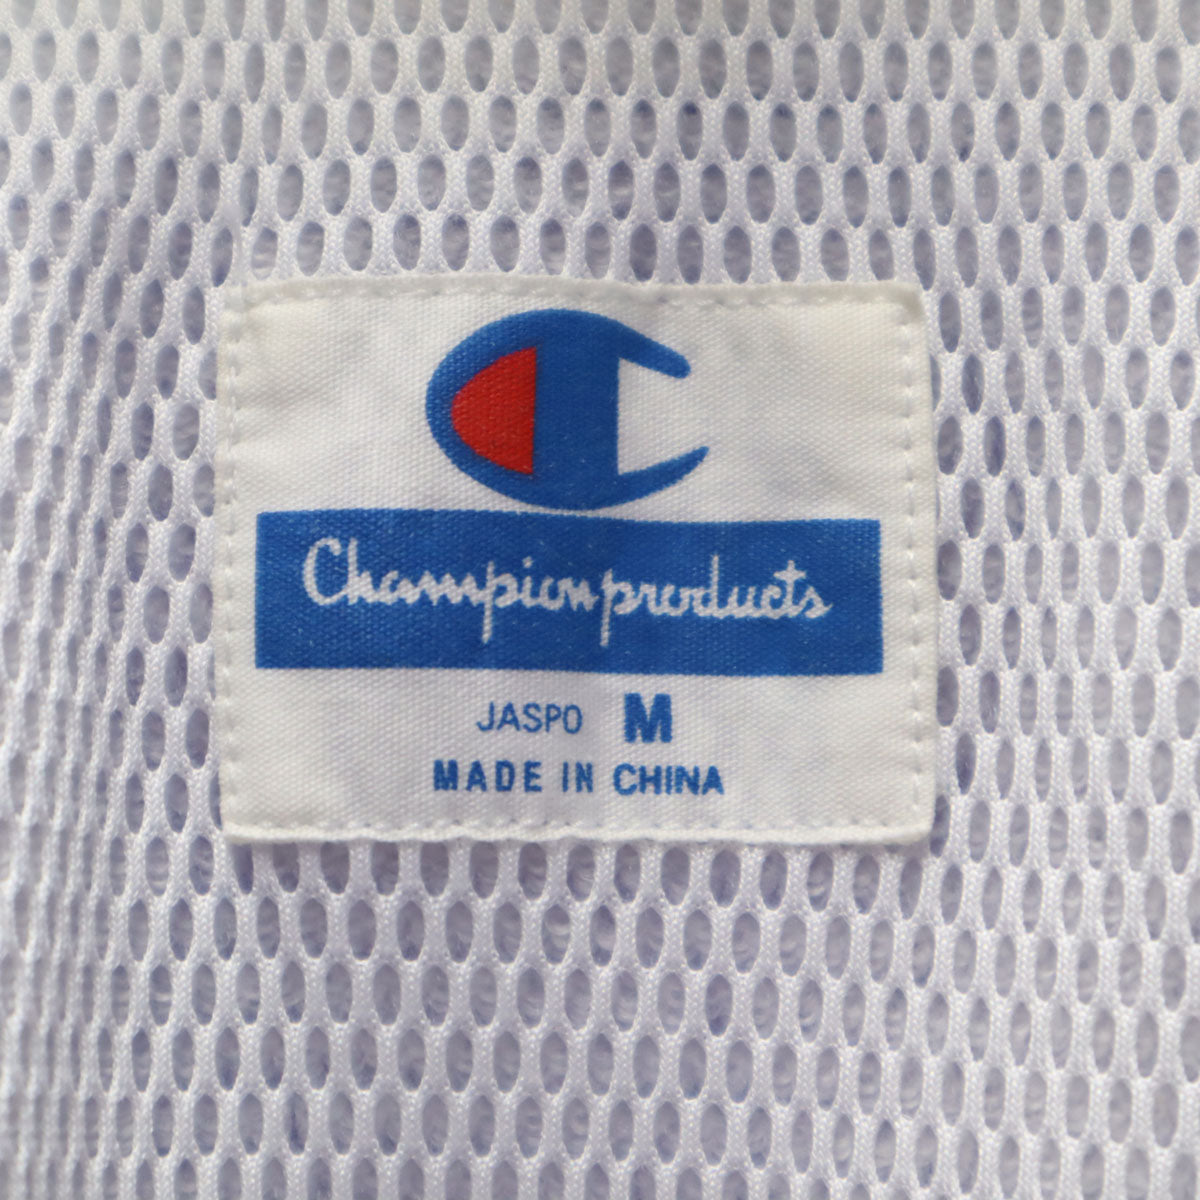 Champion products
JASPO M
MADE IN CHINA